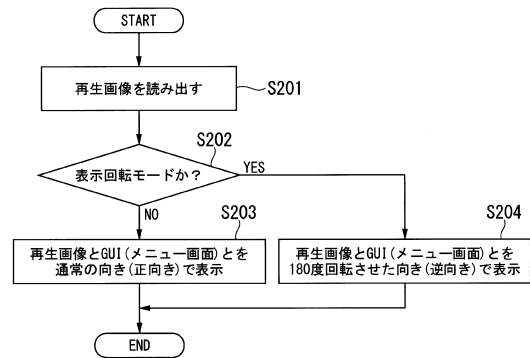 START
再生画像を読み出す
S201
S202
表示回転モードか?
YES
NO
S203
再生画像とGUI(メニュー画面)とを
通常の向き(正向き)で表示
S204
再生画像とGUI(メニュー画面)とを
180度回転させた向き(逆向き)で表示
END